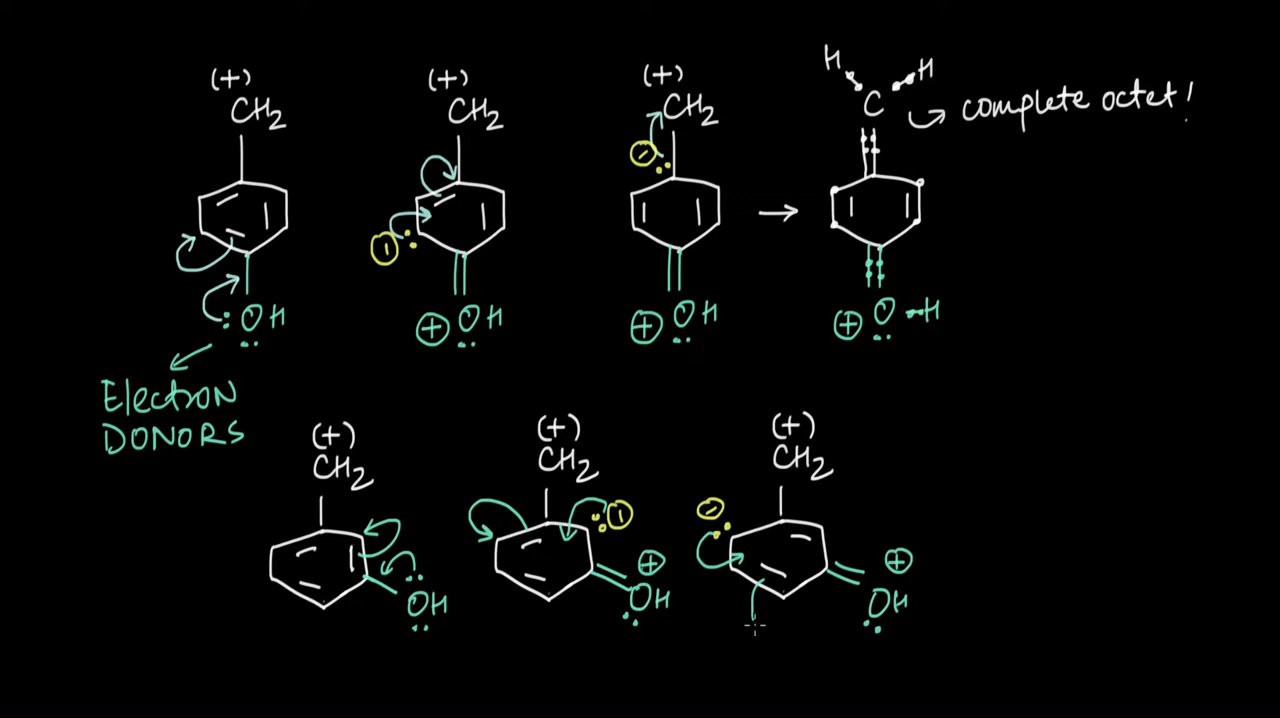 (+) (+) (+) H H
CH2 CH2 CH2 C complete octet!
:OH OH OH O-H
Electron
DONORS
(+) (+) (+)
CH2 CH2 CH2
OH OH OH